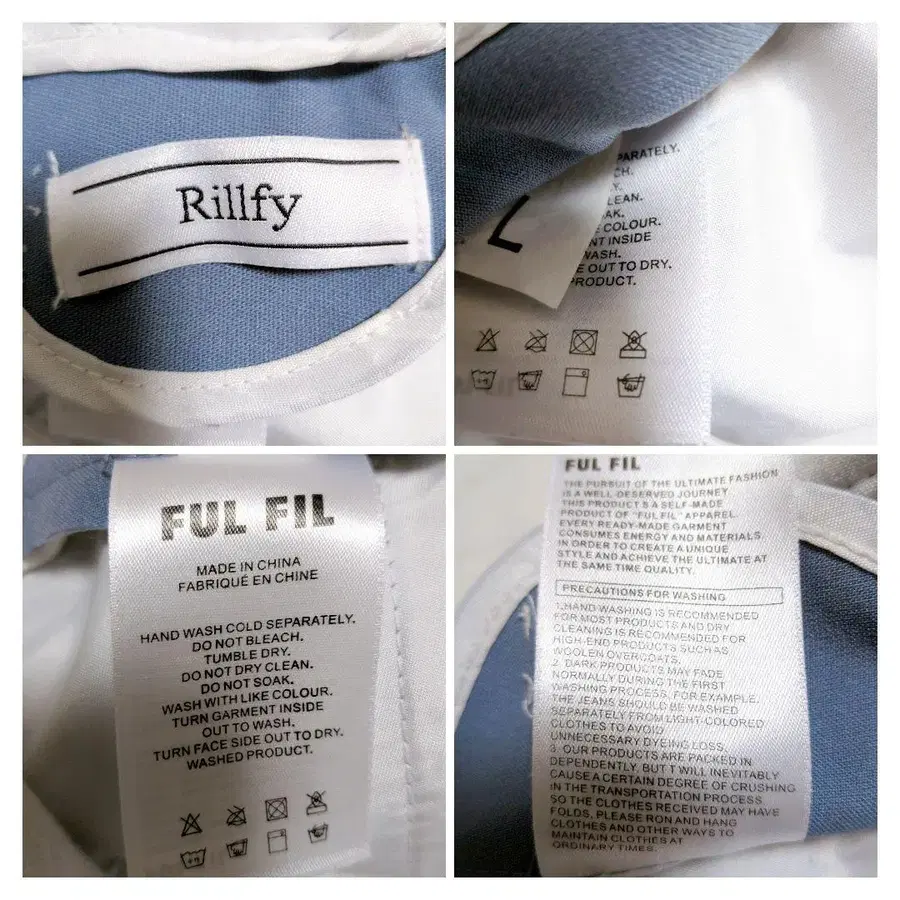 Rillfy
PARATELY.
CH.
Y.
LEAN.
AK.
E COLOUR.
NT INSIDE
WASH.
E OUT TO DRY.
PRODUCT.
L
FUL FIL
MADE IN CHINA
FABRIQUÉ EN CHINE
HAND WASH COLD SEPARATELY.
DO NOT BLEACH.
TUMBLE DRY.
DO NOT DRY CLEAN.
DO NOT SOAK.
WASH WITH LIKE COLOUR.
TURN GARMENT INSIDE
OUT TO WASH.
TURN FACE SIDE OUT TO DRY.
WASHED PRODUCT.
FUL FIL
THE PURSUIT OF THE ULTIMATE FASHION
IS A WELL-DESERVED JOURNEY
THIS PRODUCT IS A SELF-MADE
PRODUCT OF "FULFIL" APPAREL.
EVERY READY-MADE GARMENT
CONSUMES ENERGY AND MATERIALS
IN ORDER TO CREATE A UNIQUE
STYLE AND ACHIEVE THE ULTIMATE AT
THE SAME TIME QUALITY.
PRECAUTIONS FOR WASHING
1.HAND WASHING IS RECOMMENDED
FOR MOST PRODUCTS AND DRY
CLEANING IS RECOMMENDED FOR
HIGH-END PRODUCTS SUCHAS
WOOLEN OVERCOATS.
2. DARK PRODUCTS MAY FADE
NORMALLY DURING THE FIRST
WASHING PROCESS, FOR EXAMPLE,
THE JEANS SHOULD BE WASHED
SEPARATELY FROM LIGHT-COLORED
CLOTHES TO AVOID
UNNECESSARY DYEING LOSS.
3. OUR PRODUCTS ARE PACKED IN
DEPENDENTLY, BUT T WILL INEVITABLY
CAUSE A CERTAIN DEGREE OF CRUSHING
IN THE TRANSPORTATION PROCESS
SO THE CLOTHES RECEIVED MAY HAVE
FOLDS, PLEASE RON AND HANG
CLOTHES AND OTHER WAYS TO
MAINTAIN CLOTHES AT
ORDINARY TIMES.